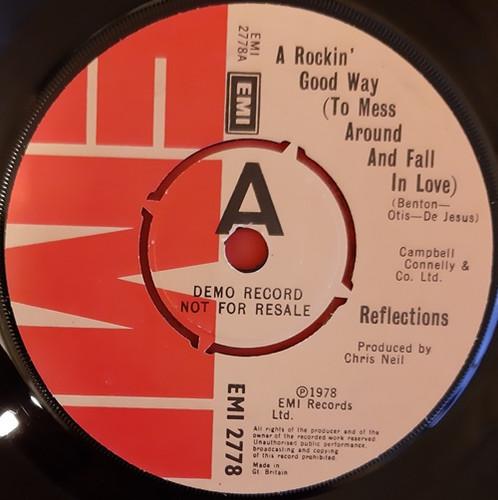 EMI
2778A
EMI
A Rockin'
Good Way
(To Mess
Around
And Fall
In Love)
(Benton—
Otis—De Jesus)
A
Campbell
Connelly &
Co. Ltd.
DEMO RECORD
NOT FOR RESALE
Reflections
Produced by
Chris Neil
EMI 2778
℗1978
EMI Records
Ltd.
All rights of the producer and of the
owner of the recorded work reserved.
Unauthorised public performance,
broadcasting and copying
of this record prohibited.
Made in
Gt. Britain
EMI